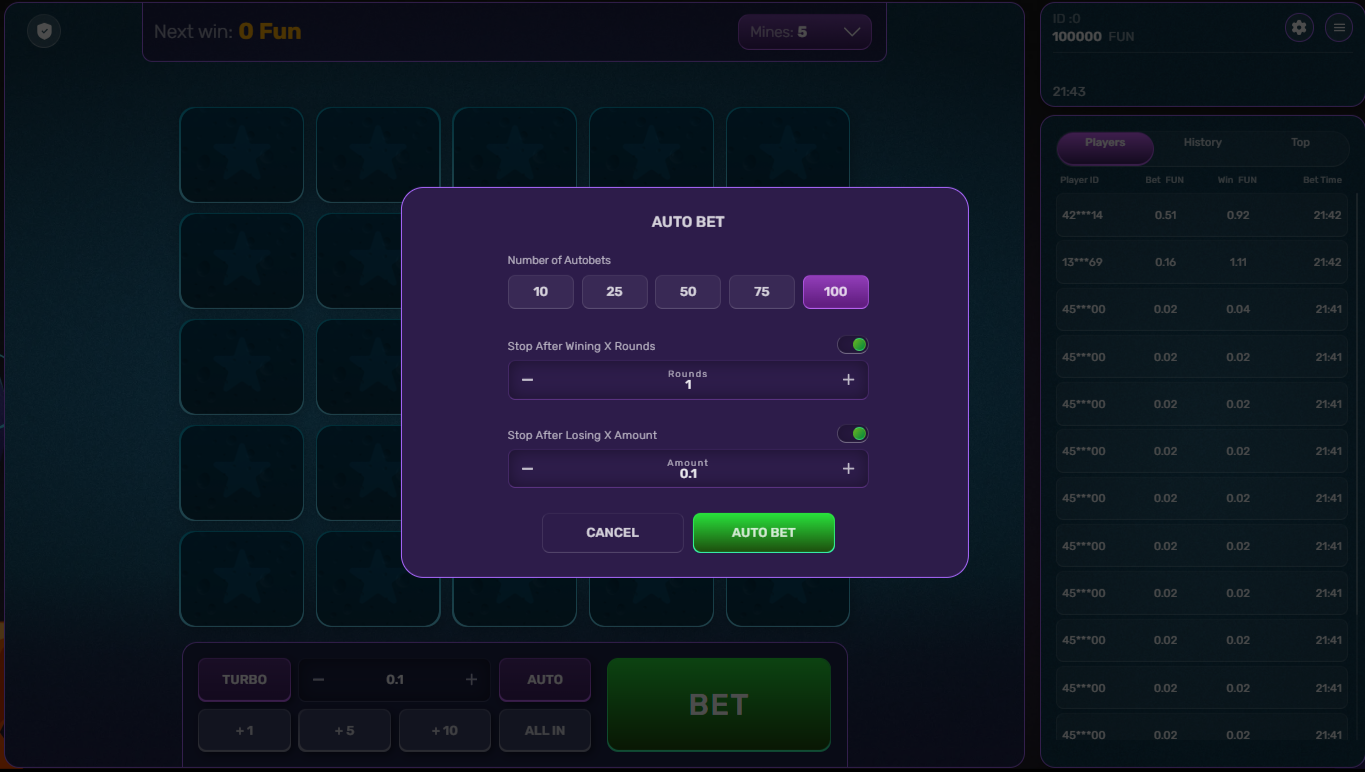 Next win: 0 Fun
Mines: 5
ID :0
100000 FUN
21:43
Players History Top
Player ID Bet FUN Win FUN Bet Time
42***14 0.51 0.92 21:42
13***69 0.16 1.11 21:42
45***00 0.02 0.04 21:41
45***00 0.02 0.02 21:41
45***00 0.02 0.02 21:41
45***00 0.02 0.02 21:41
45***00 0.02 0.02 21:41
45***00 0.02 0.02 21:41
45***00 0.02 0.02 21:41
45***00 0.02 0.02 21:41
45***00 0.02 0.02 21:41
45***00 0.02 0.02 21:41
AUTO BET
Number of Autobets
10 25 50 75 100
Stop After Wining X Rounds
Rounds
− 1 +
Stop After Losing X Amount
Amount
− 0.1 +
CANCEL AUTO BET
TURBO − 0.1 + AUTO
BET
+ 1 + 5 + 10 ALL IN